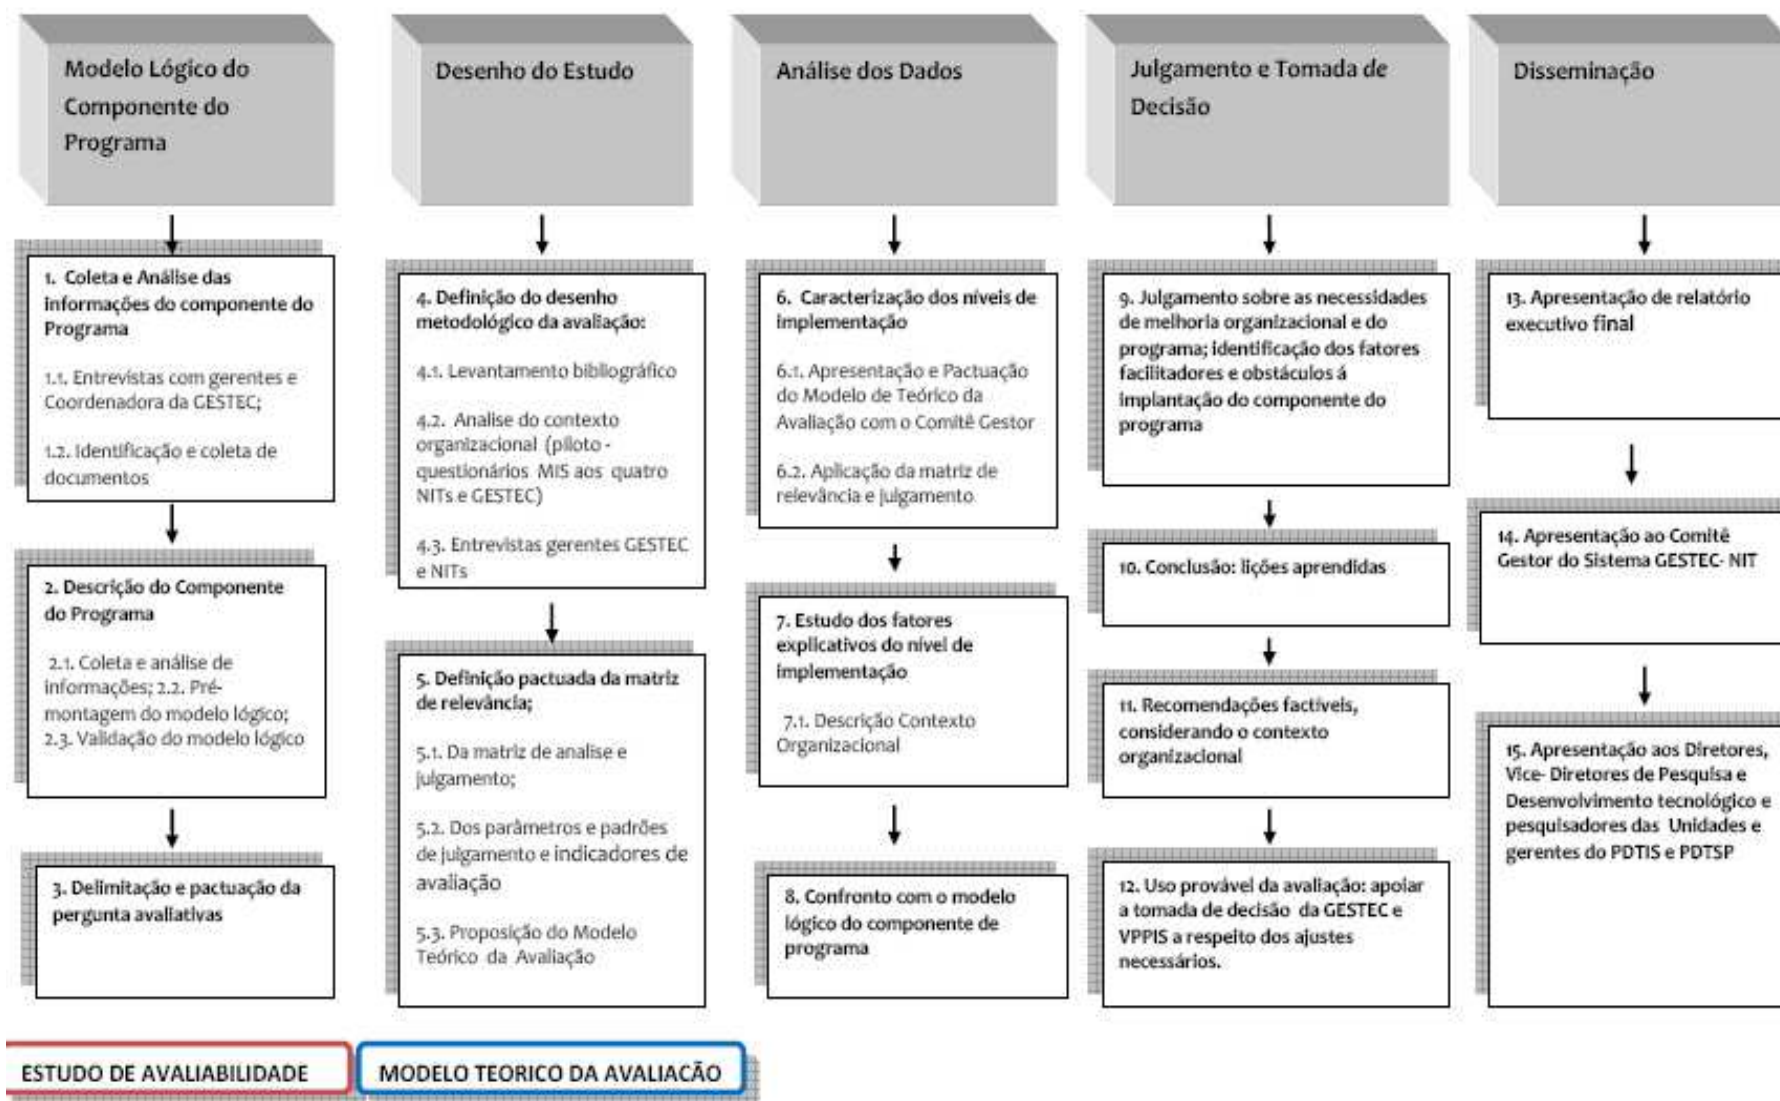 Modelo Lógico do
Componente do
Programa
1. Coleta e Análise das
informações do componente do
Programa
1.1. Entrevistas com gerentes e
Coordenadora da GESTEC;
1.2. Identificação e coleta de
documentos
2. Descrição do Componente
do Programa
2.1. Coleta e análise de
informações; 2.2. Pré-
montagem do modelo lógico;
2.3. Validação do modelo lógico
3. Delimitação e pactuação da
pergunta avaliativas
Desenho do Estudo
4. Definição do desenho
metodológico da avaliação:
4.1. Levantamento bibliográfico
4.2. Analise do contexto
organizacional (piloto -
questionários MIS aos quatro
NITs e GESTEC)
4.3. Entrevistas gerentes GESTEC
e NITs
5. Definição pactuada da matriz
de relevância;
5.1. Da matriz de analise e
julgamento;
5.2. Dos parâmetros e padrões
de julgamento e indicadores de
avaliação
5.3. Proposição do Modelo
Teórico da Avaliação
Análise dos Dados
6. Caracterização dos níveis de
implementação
6.1. Apresentação e Pactuação
do Modelo de Teórico da
Avaliação com o Comitê Gestor
6.2. Aplicação da matriz de
relevância e julgamento
7. Estudo dos fatores
explicativos do nível de
implementação
7.1. Descrição Contexto
Organizacional
8. Confronto com o modelo
lógico do componente de
programa
Julgamento e Tomada de
Decisão
9. Julgamento sobre as necessidades
de melhoria organizacional e do
programa; identificação dos fatores
facilitadores e obstáculos á
implantação do componente do
programa
10. Conclusão: lições aprendidas
11. Recomendações factíveis,
considerando o contexto
organizacional
12. Uso provável da avaliação: apoiar
a tomada de decisão da GESTEC e
VPPIS a respeito dos ajustes
necessários.
Disseminação
13. Apresentação de relatório
executivo final
14. Apresentação ao Comitê
Gestor do Sistema GESTEC- NIT
15. Apresentação aos Diretores,
Vice- Diretores de Pesquisa e
Desenvolvimento tecnológico e
pesquisadores das Unidades e
gerentes do PDTIS e PDTSP
ESTUDO DE AVALIABILIDADE
MODELO TEORICO DA AVALIACÃO